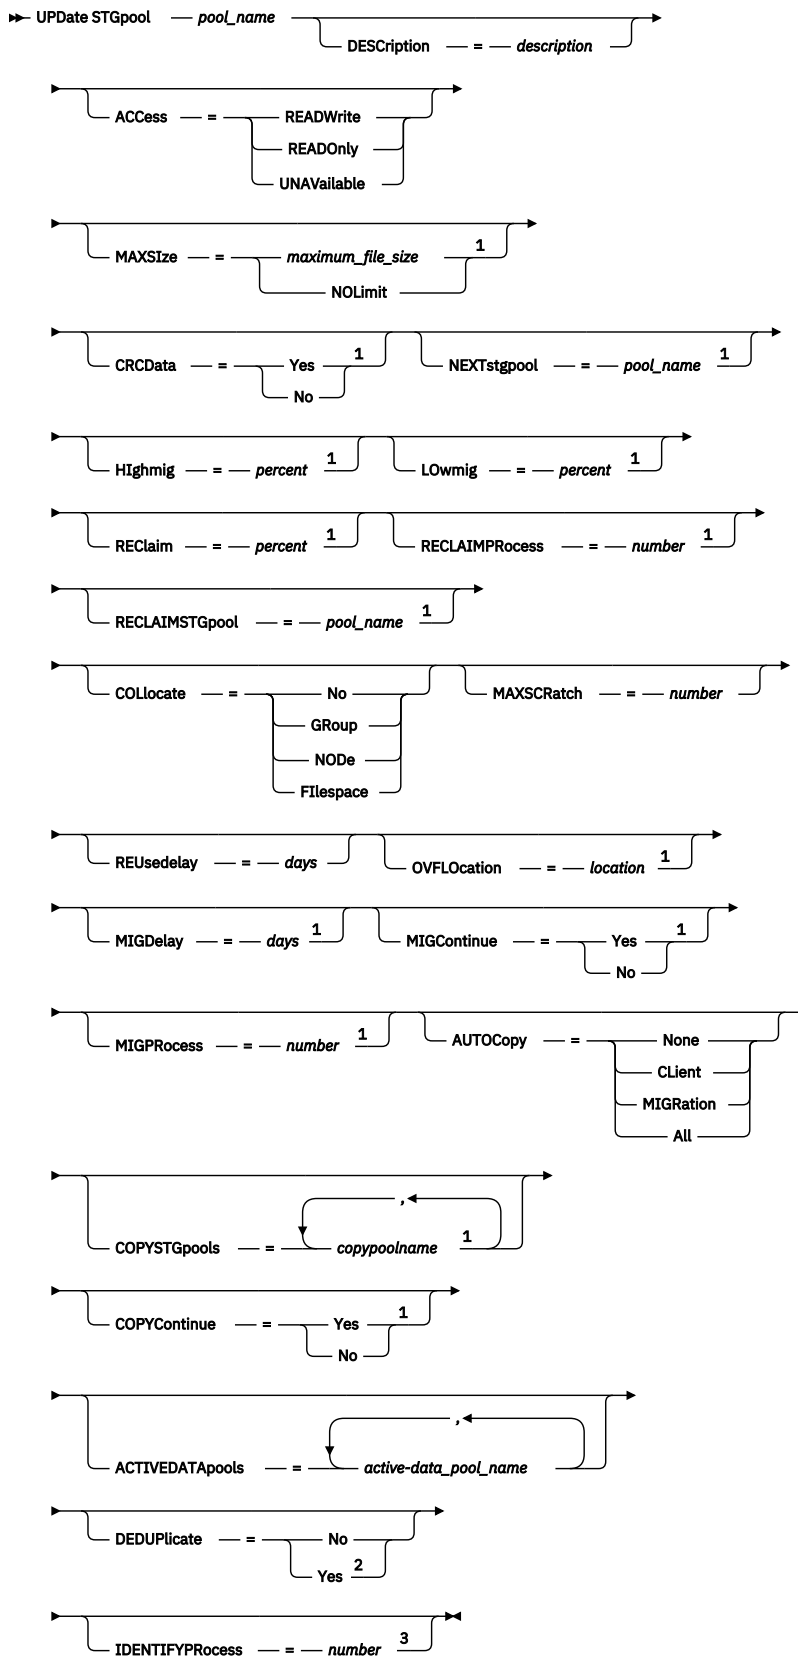 UPDate STGpool pool_name
DESCription = description
ACCess = READWrite
READOnly
UNAVailable
MAXSIze = maximum_file_size 1
NOLimit
CRCData = Yes 1 NEXTstgpool = pool_name 1
No
HIghmig = percent 1 LOwmig = percent 1
REClaim = percent 1 RECLAIMPRocess = number 1
RECLAIMSTGpool = pool_name 1
COLlocate = No MAXSCRatch = number
GRoup
NODe
FIlespace
REUsedelay = days OVFLOcation = location 1
MIGDelay = days 1 MIGContinue = Yes 1
No
MIGPRocess = number 1 AUTOCopy = None
CLient
MIGRation
All
,
COPYSTGpools = copypoolname 1
COPYContinue = Yes 1
No
,
ACTIVEDATApools = active-data_pool_name
DEDUPlicate = No
Yes 2
IDENTIFYPRocess = number 3